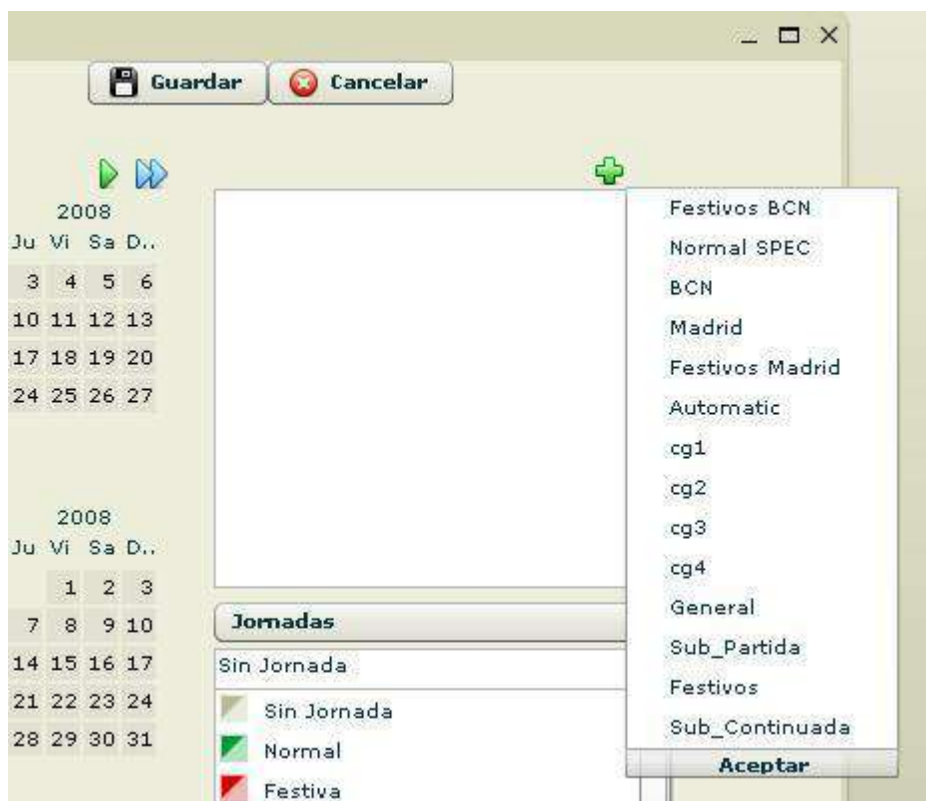 Guardar Cancelar
2008
Ju Vi Sa D..
3 4 5 6
10 11 12 13
17 18 19 20
24 25 26 27
2008
Ju Vi Sa D..
1 2 3
7 8 9 10
14 15 16 17
21 22 23 24
28 29 30 31
Jornadas
Sin Jornada
Sin Jornada
Normal
Festiva
Festivos BCN
Normal SPEC
BCN
Madrid
Festivos Madrid
Automatic
cg1
cg2
cg3
cg4
General
Sub_Partida
Festivos
Sub_Continuada
Aceptar